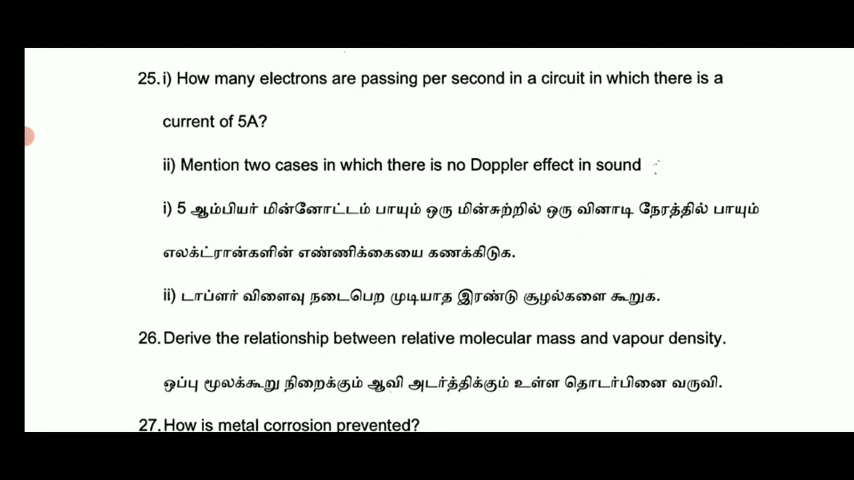 25. i) How many electrons are passing per second in a circuit in which there is a
current of 5A?
ii) Mention two cases in which there is no Doppler effect in sound
i) 5 ஆம்பியர் மின்னோட்டம் பாயும் ஒரு மின்சுற்றில் ஒரு வினாடி நேரத்தில் பாயும்
எலக்ட்ரான்களின் எண்ணிக்கையை கணக்கிடுக.
ii) டாப்ளர் விளைவு நடைபெற முடியாத இரண்டு சூழல்களை கூறுக.
26. Derive the relationship between relative molecular mass and vapour density.
ஒப்பு மூலக்கூறு நிறைக்கும் ஆவி அடர்த்திக்கும் உள்ள தொடர்பினை வருவி.
27. How is metal corrosion prevented?